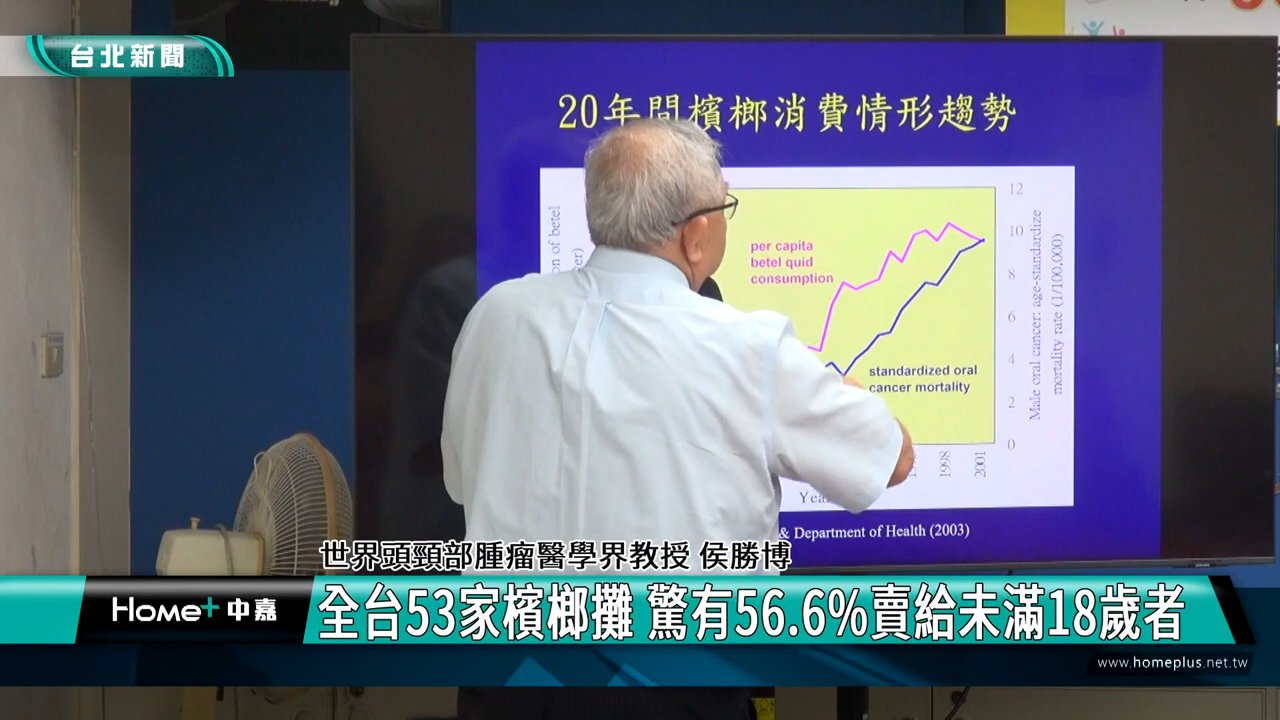 台北新聞
20年間檳榔消費情形趨勢
on of betel
er)
per capita
betel quid
consumption
standardized oral
cancer mortality
12
10
8
6
4
2
0
Male oral cancer: age-standardize
mortality rate (1/100,000)
1998
2001
& Department of Health (2003)
世界頭頸部腫瘤醫學界教授 侯勝博
Home+ 中嘉
全台53家檳榔攤 驚有56.6%賣給未滿18歲者
www.homeplus.net.tw